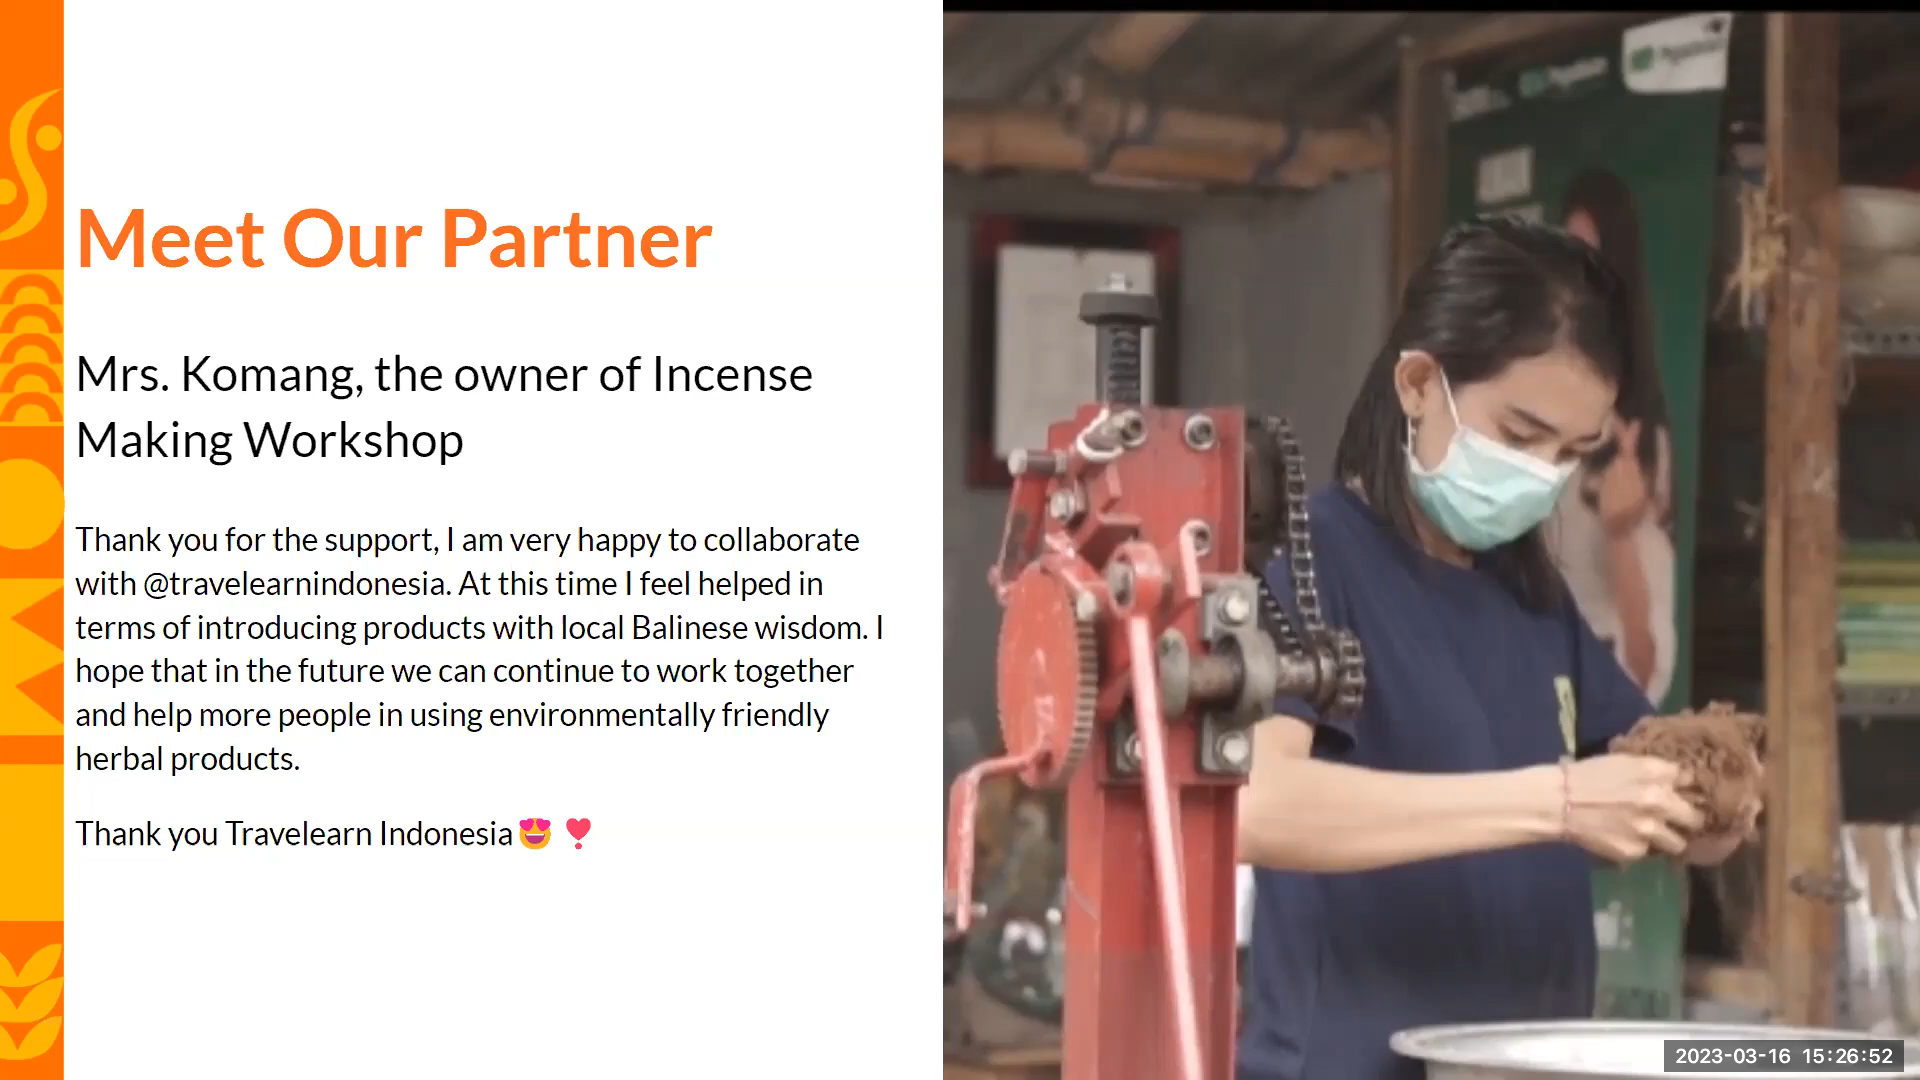 Meet Our Partner
Mrs. Komang, the owner of Incense
Making Workshop
Thank you for the support, I am very happy to collaborate
with @travelearnindonesia. At this time I feel helped in
terms of introducing products with local Balinese wisdom. I
hope that in the future we can continue to work together
and help more people in using environmentally friendly
herbal products.
Thank you Travelearn Indonesia😍 ❣
2023-03-16 15:26:52